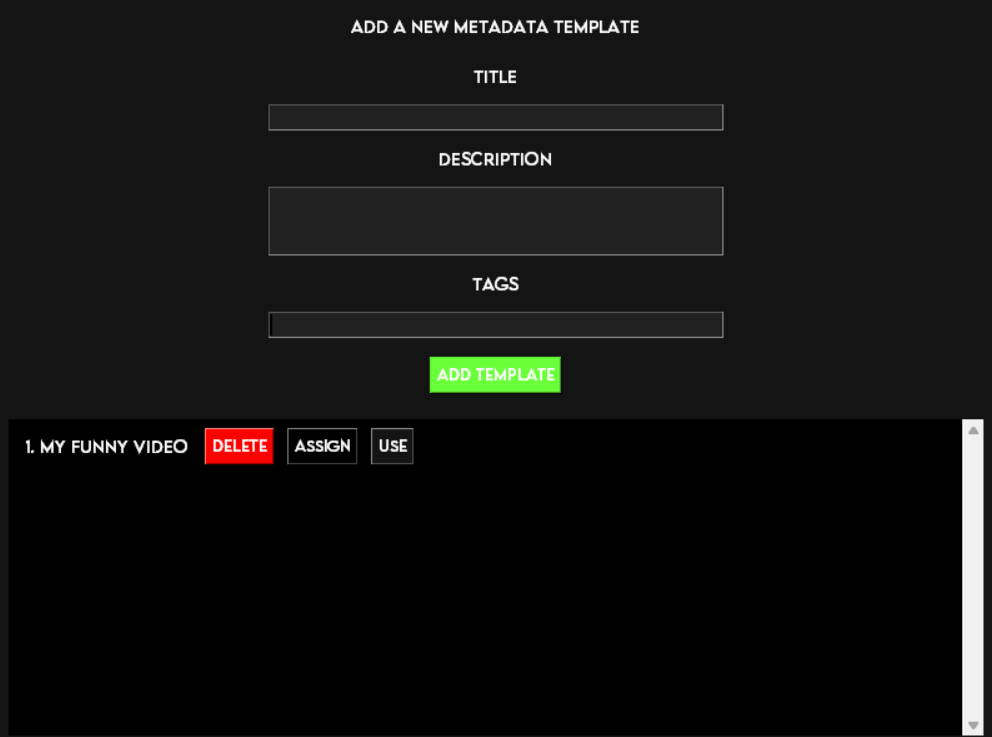 ADD A NEW METADATA TEMPLATE
TITLE
DESCRIPTION
TAGS
ADD TEMPLATE
1. MY FUNNY VIDEO DELETE ASSIGN USE